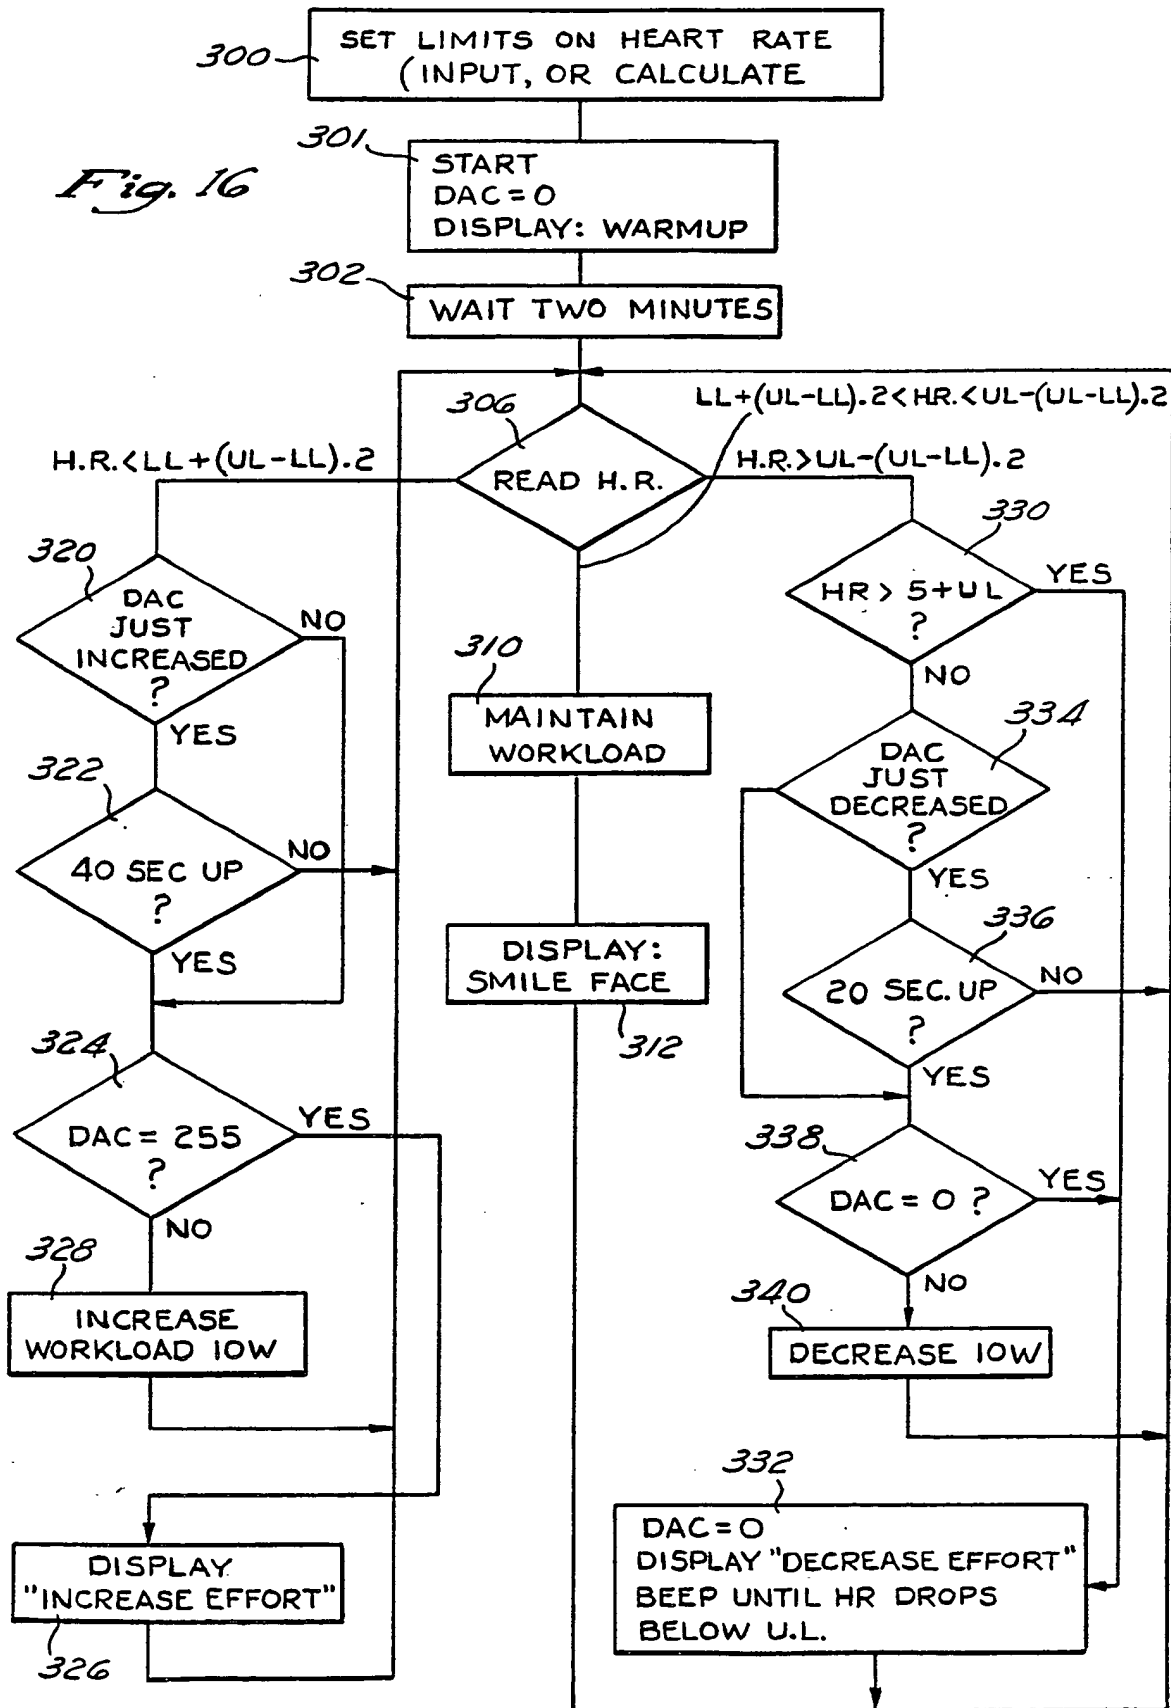 300
SET LIMITS ON HEART RATE
(INPUT, OR CALCULATE
Fig. 16
301
START
DAC = 0
DISPLAY: WARMUP
302
WAIT TWO MINUTES
306
READ H.R.
H.R.<LL+(UL-LL).2
LL+(UL-LL).2<H.R.<UL-(UL-LL).2
H.R.>UL-(UL-LL).2
320
DAC
JUST
INCREASED
?
NO
YES
322
40 SEC UP
?
NO
YES
324
DAC = 255
?
YES
NO
328
INCREASE
WORKLOAD 10W
DISPLAY
"INCREASE EFFORT"
326
310
MAINTAIN
WORKLOAD
DISPLAY:
SMILE FACE
312
330
HR > 5+UL
?
YES
NO
334
DAC
JUST
DECREASED
?
YES
336
20 SEC. UP
?
NO
YES
338
DAC = 0 ?
YES
NO
340
DECREASE 10W
332
DAC = 0
DISPLAY "DECREASE EFFORT"
BEEP UNTIL HR DROPS
BELOW U.L.